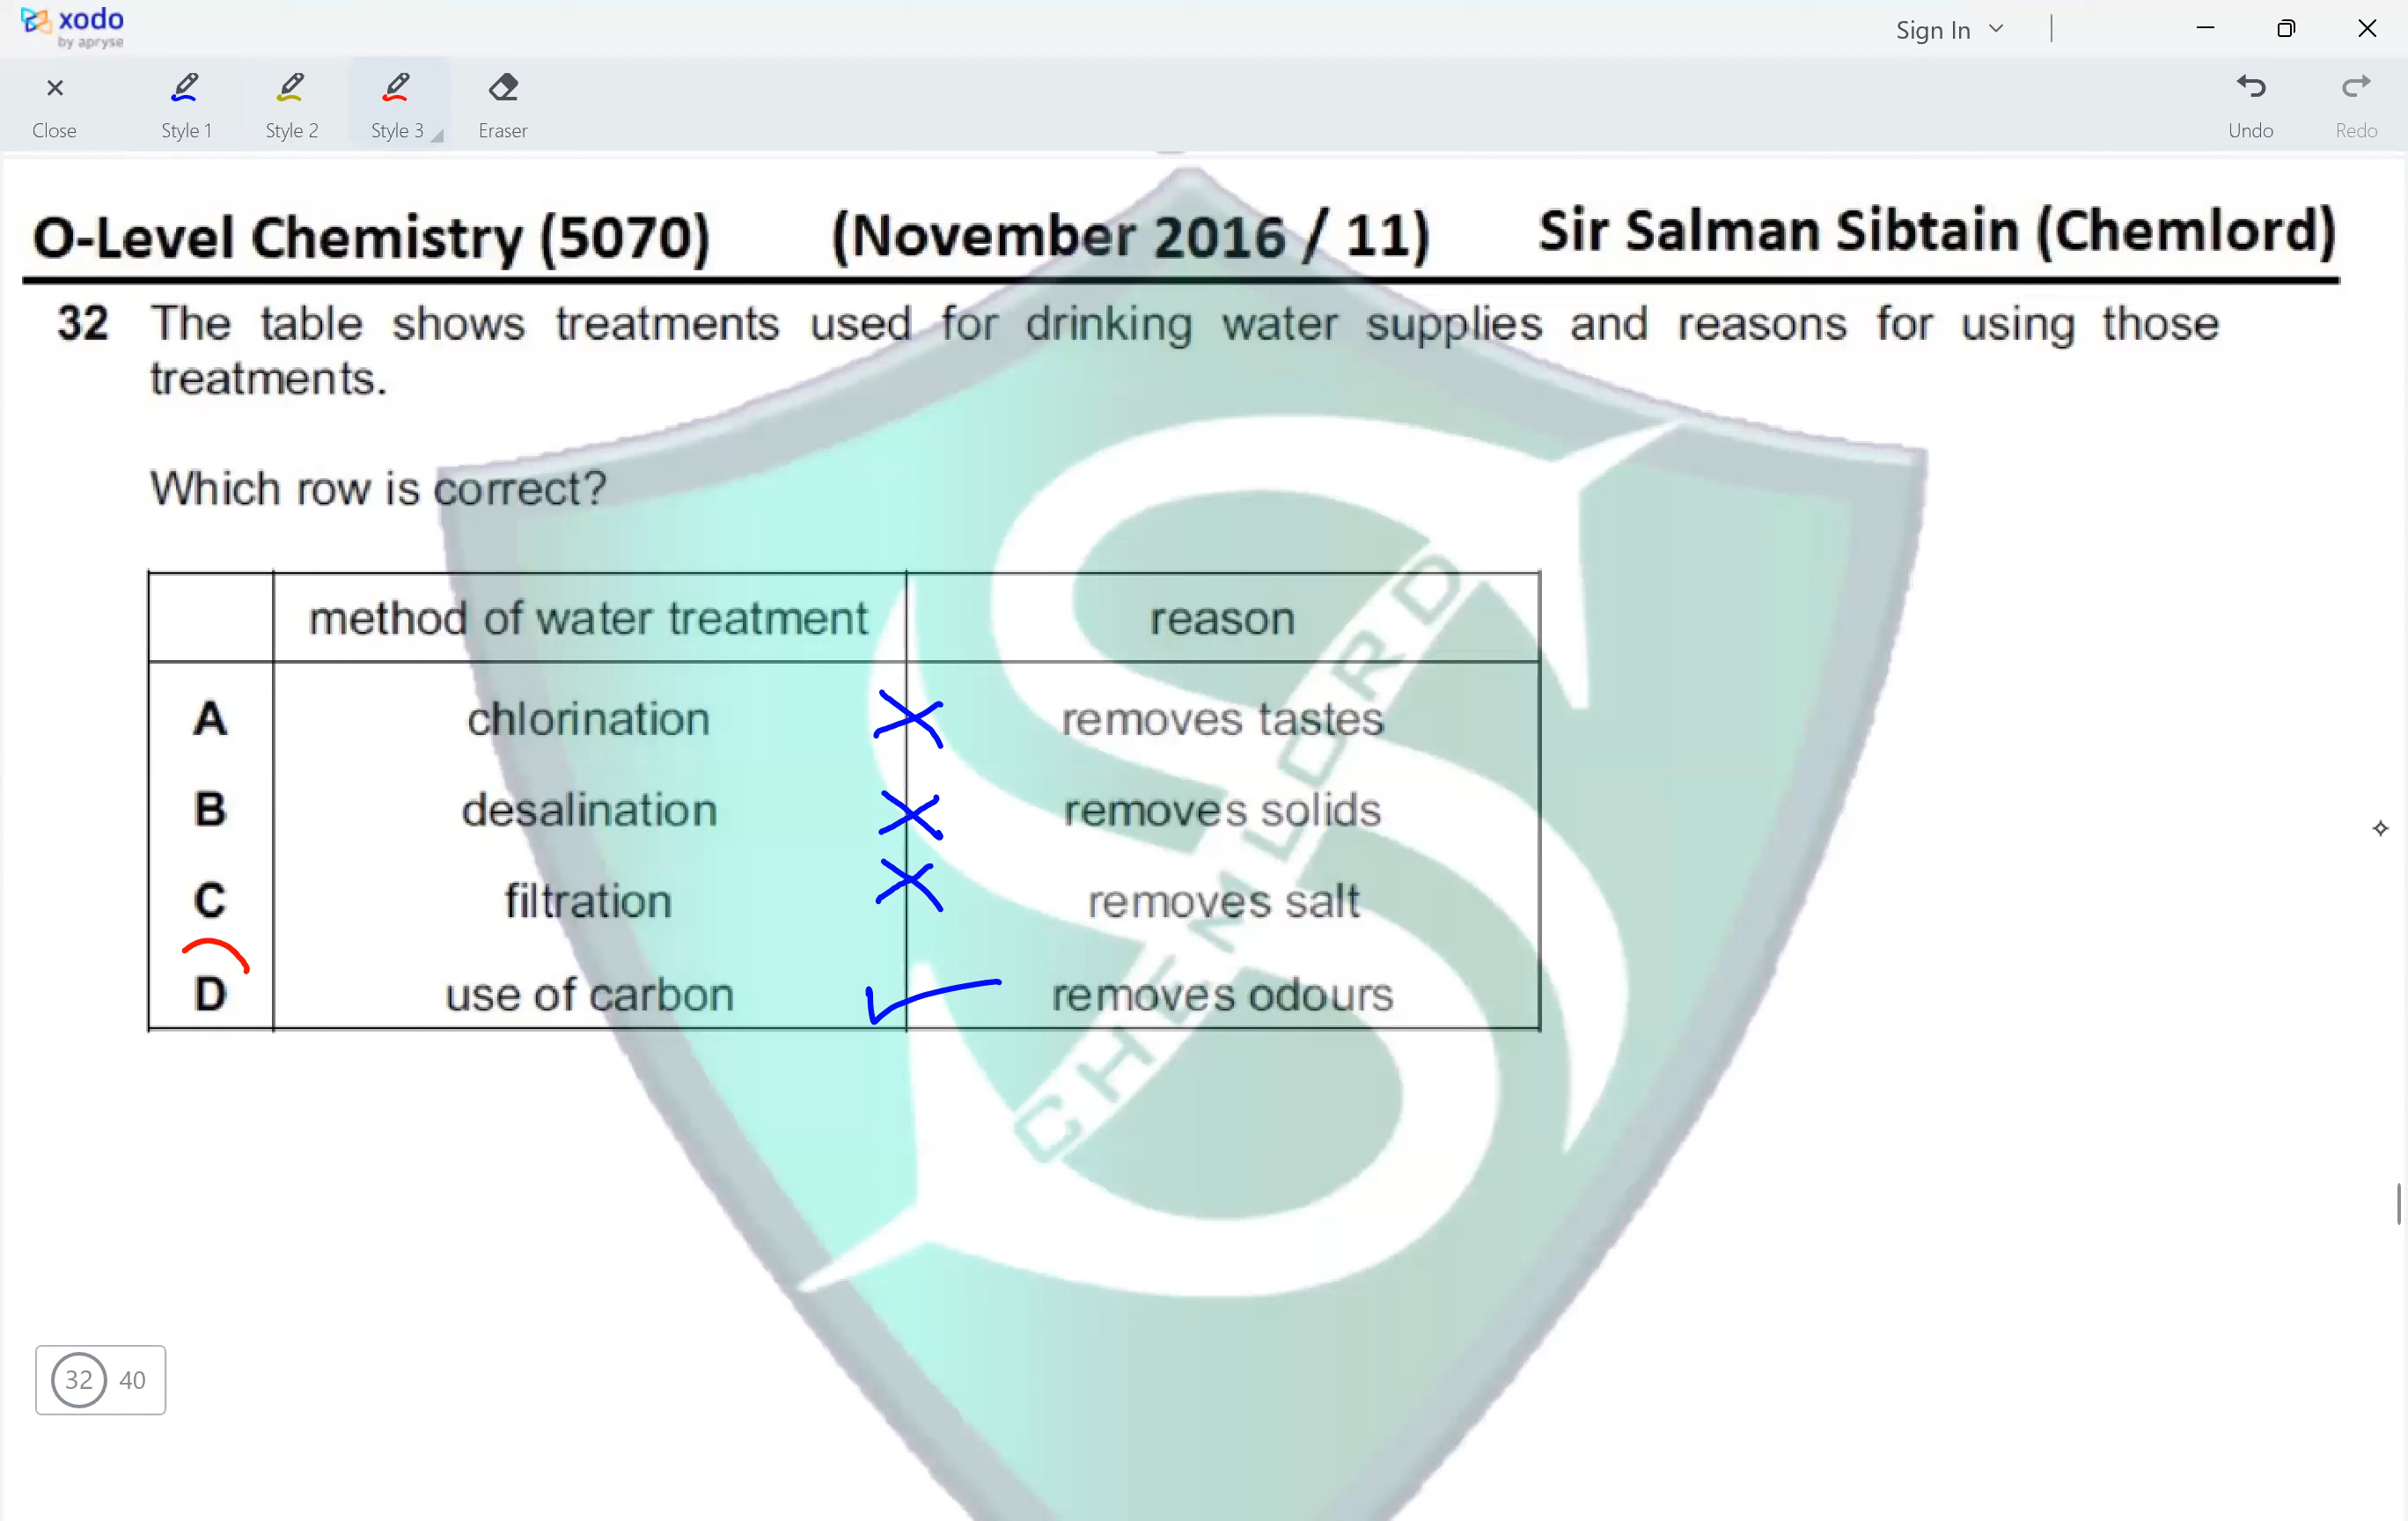 xodo
by apryse
Sign In
Close
Style 1
Style 2
Style 3
Eraser
Undo
Redo
O-Level Chemistry (5070) (November 2016 / 11) Sir Salman Sibtain (Chemlord)
32 The table shows treatments used for drinking water supplies and reasons for using those
treatments.
Which row is correct?
method of water treatment reason
A chlorination removes tastes
B desalination removes solids
C filtration removes salt
D use of carbon removes odours
CHEMLORD
32 40